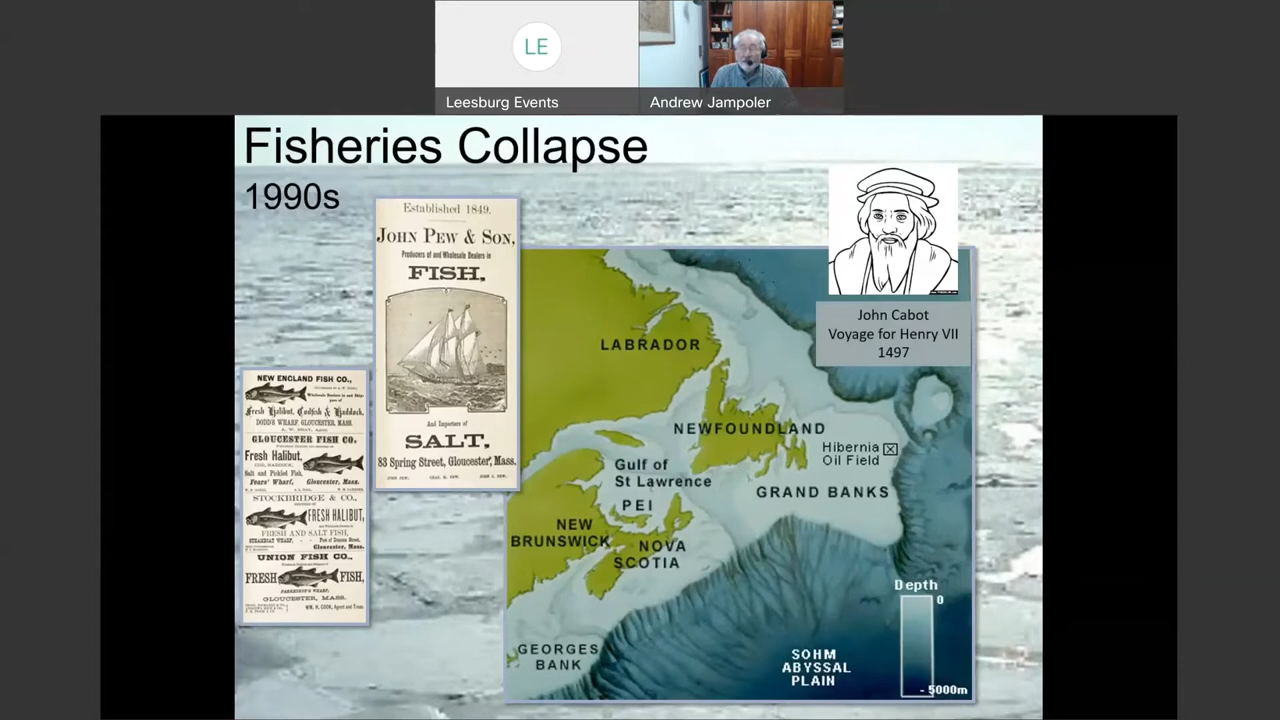 LE
Leesburg Events
Andrew Jampoler
Fisheries Collapse
1990s
Established 1849.
JOHN PEW & SON,
Producers of and Wholesale Dealers in
FISH,
And Importers of
SALT,
83 Spring Street, Gloucester, Mass.
NEW ENGLAND FISH CO.,
Fresh Halibut, Codfish & Haddock,
DODD'S WHARF, GLOUCESTER, MASS.
GLOUCESTER FISH CO.
Fresh Halibut,
Salt and Pickled Fish,
Fears' Wharf, Gloucester, Mass.
STOCKBRIDGE & CO.,
FRESH HALIBUT,
FRESH AND SALT FISH,
Gloucester, Mass.
UNION FISH CO.,
FRESH FISH,
GLOUCESTER, MASS.
John Cabot
Voyage for Henry VII
1497
LABRADOR
NEWFOUNDLAND
Hibernia
Oil Field
Gulf of
St Lawrence
GRAND BANKS
PEI
NEW
BRUNSWICK
NOVA
SCOTIA
Depth
0
GEORGES
BANK
SOHM
ABYSSAL
PLAIN
- 5000m